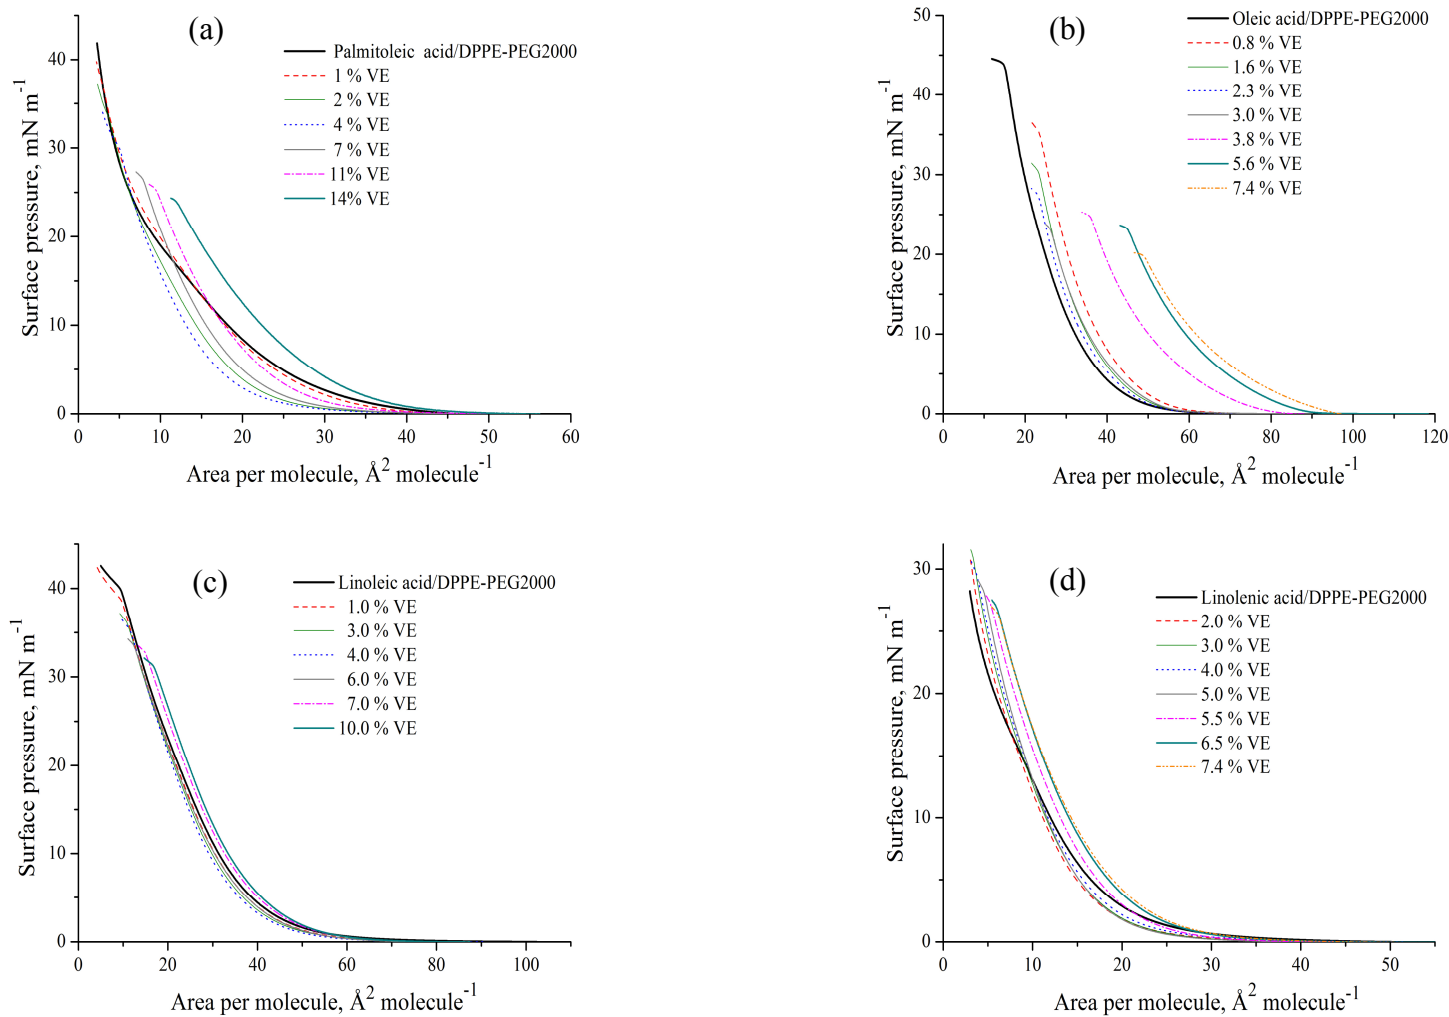 (a)
Palmitoleic acid/DPPE-PEG2000
1 % VE
2 % VE
4 % VE
7 % VE
11% VE
14% VE
Surface pressure, mN m-1
40
30
20
10
0
0 10 20 30 40 50 60
Area per molecule, Å2 molecule-1
(b)
Oleic acid/DPPE-PEG2000
0.8 % VE
1.6 % VE
2.3 % VE
3.0 % VE
3.8 % VE
5.6 % VE
7.4 % VE
Surface pressure, mN m-1
50
40
30
20
10
0
0 20 40 60 80 100 120
Area per molecule, Å2 molecule-1
(c)
Linoleic acid/DPPE-PEG2000
1.0 % VE
3.0 % VE
4.0 % VE
6.0 % VE
7.0 % VE
10.0 % VE
Surface pressure, mN m-1
40
30
20
10
0
0 20 40 60 80 100
Area per molecule, Å2 molecule-1
(d)
Linolenic acid/DPPE-PEG2000
2.0 % VE
3.0 % VE
4.0 % VE
5.0 % VE
5.5 % VE
6.5 % VE
7.4 % VE
Surface pressure, mN m-1
30
20
10
0
0 10 20 30 40 50
Area per molecule, Å2 molecule-1